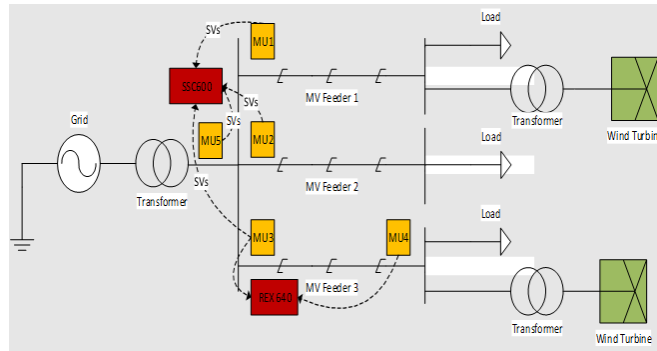 SVs
MU1
Load
SSC600
SVs
MV Feeder 1
Grid
SVs
Transformer
Wind Turbine
MU5
MU2
Load
SVs
MV Feeder 2
Transformer
Load
MU3
MU4
REX640
MV Feeder 3
Transformer
Wind Turbine